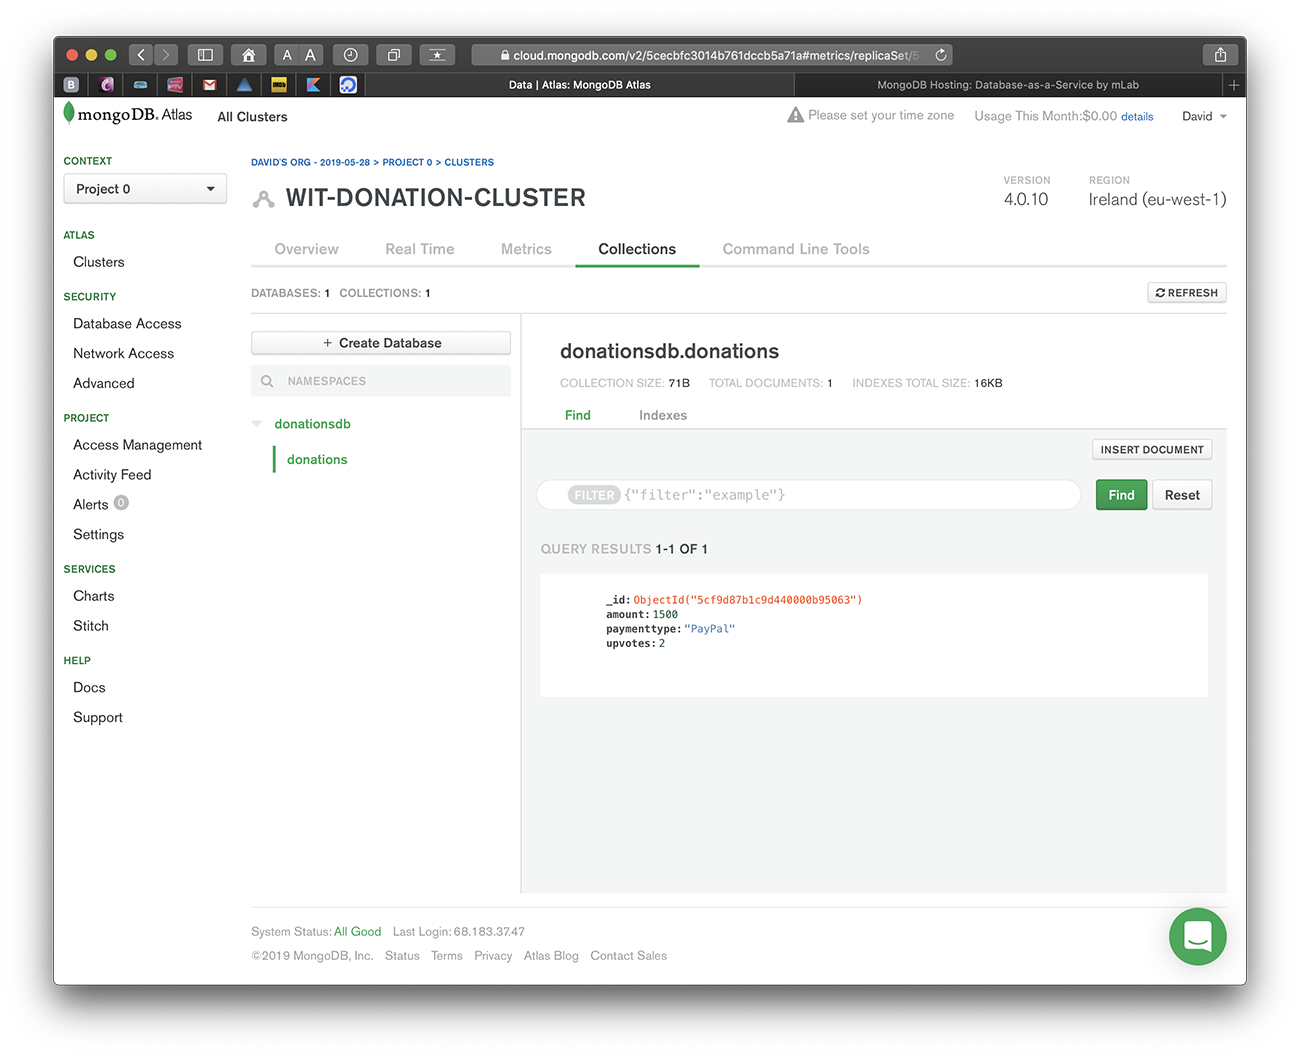 A A
cloud.mongodb.com/v2/5cecbfc3014b761dccb5a71a#metrics/replicaSet/5
B
IMDb
Data | Atlas: MongoDB Atlas
MongoDB Hosting: Database-as-a-Service by mLab
mongoDB. Atlas
All Clusters
Please set your time zone
Usage This Month:$0.00 details
David
CONTEXT
Project 0
ATLAS
Clusters
SECURITY
Database Access
Network Access
Advanced
PROJECT
Access Management
Activity Feed
Alerts 0
Settings
SERVICES
Charts
Stitch
HELP
Docs
Support
DAVID'S ORG - 2019-05-28 > PROJECT 0 > CLUSTERS
WIT-DONATION-CLUSTER
VERSION
4.0.10
REGION
Ireland (eu-west-1)
Overview
Real Time
Metrics
Collections
Command Line Tools
DATABASES: 1 COLLECTIONS: 1
REFRESH
+ Create Database
NAMESPACES
donationsdb
donations
donationsdb.donations
COLLECTION SIZE: 71B TOTAL DOCUMENTS: 1 INDEXES TOTAL SIZE: 16KB
Find
Indexes
INSERT DOCUMENT
FILTER {"filter":"example"}
Find
Reset
QUERY RESULTS 1-1 OF 1
_id: ObjectId("5cf9d87b1c9d440000b95063")
amount: 1500
paymenttype: "PayPal"
upvotes: 2
System Status: All Good Last Login: 68.183.37.47
©2019 MongoDB, Inc. Status Terms Privacy Atlas Blog Contact Sales